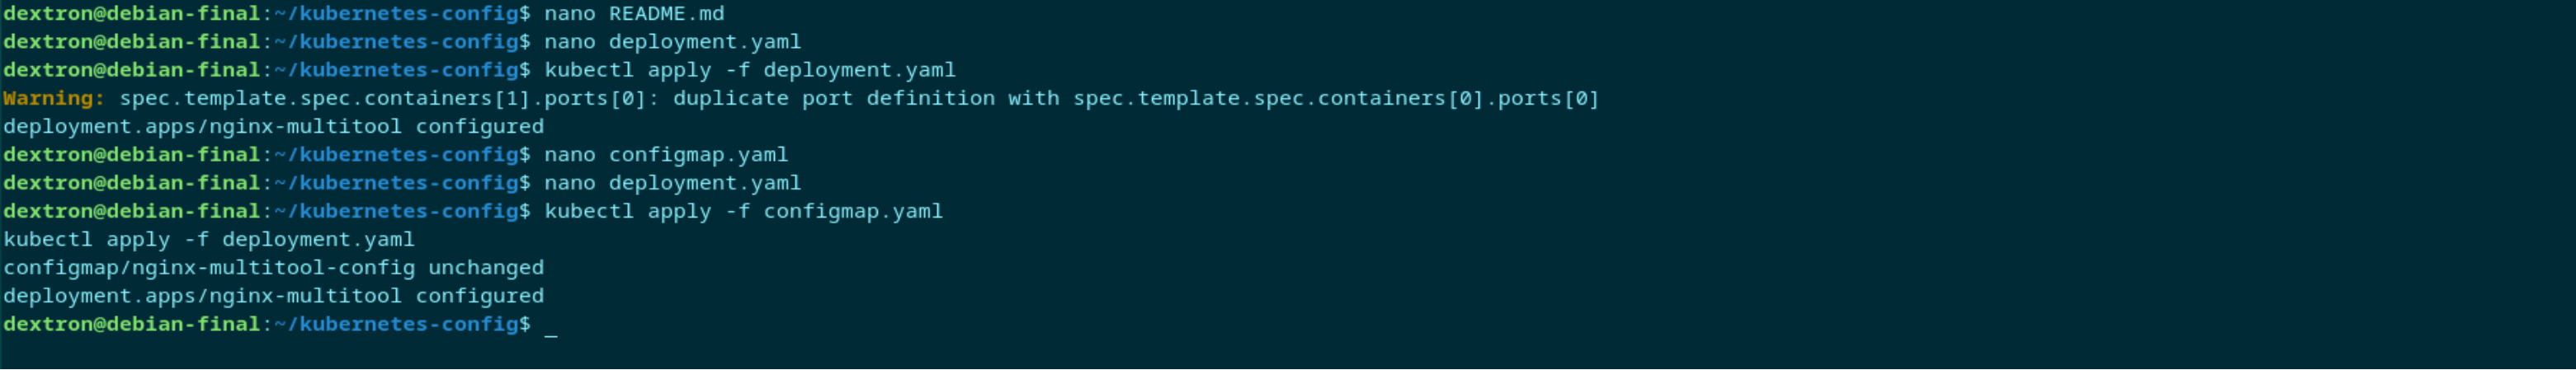 dextron@debian-final:~/kubernetes-config$ nano README.md
dextron@debian-final:~/kubernetes-config$ nano deployment.yaml
dextron@debian-final:~/kubernetes-config$ kubectl apply -f deployment.yaml
Warning: spec.template.spec.containers[1].ports[0]: duplicate port definition with spec.template.spec.containers[0].ports[0]
deployment.apps/nginx-multitool configured
dextron@debian-final:~/kubernetes-config$ nano configmap.yaml
dextron@debian-final:~/kubernetes-config$ nano deployment.yaml
dextron@debian-final:~/kubernetes-config$ kubectl apply -f configmap.yaml
kubectl apply -f deployment.yaml
configmap/nginx-multitool-config unchanged
deployment.apps/nginx-multitool configured
dextron@debian-final:~/kubernetes-config$ _